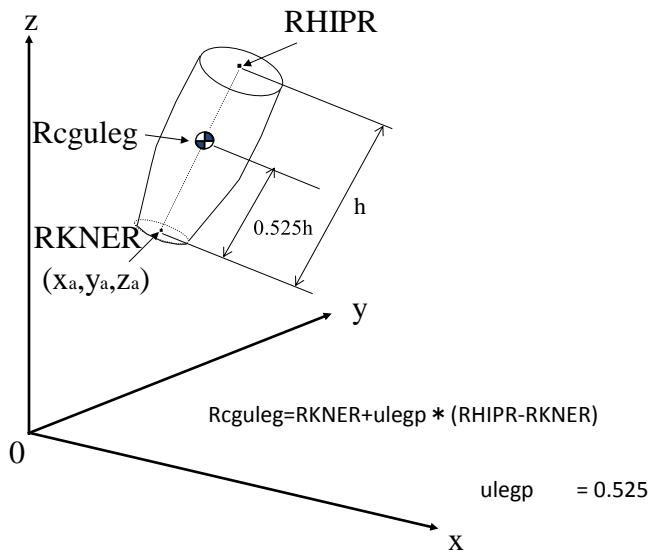 z
RHIPR
Rcguleg
h
0.525h
RKNER
(xa,ya,za)
y
Rcguleg=RKNER+ulegp * (RHIPR-RKNER)
0
ulegp = 0.525
x